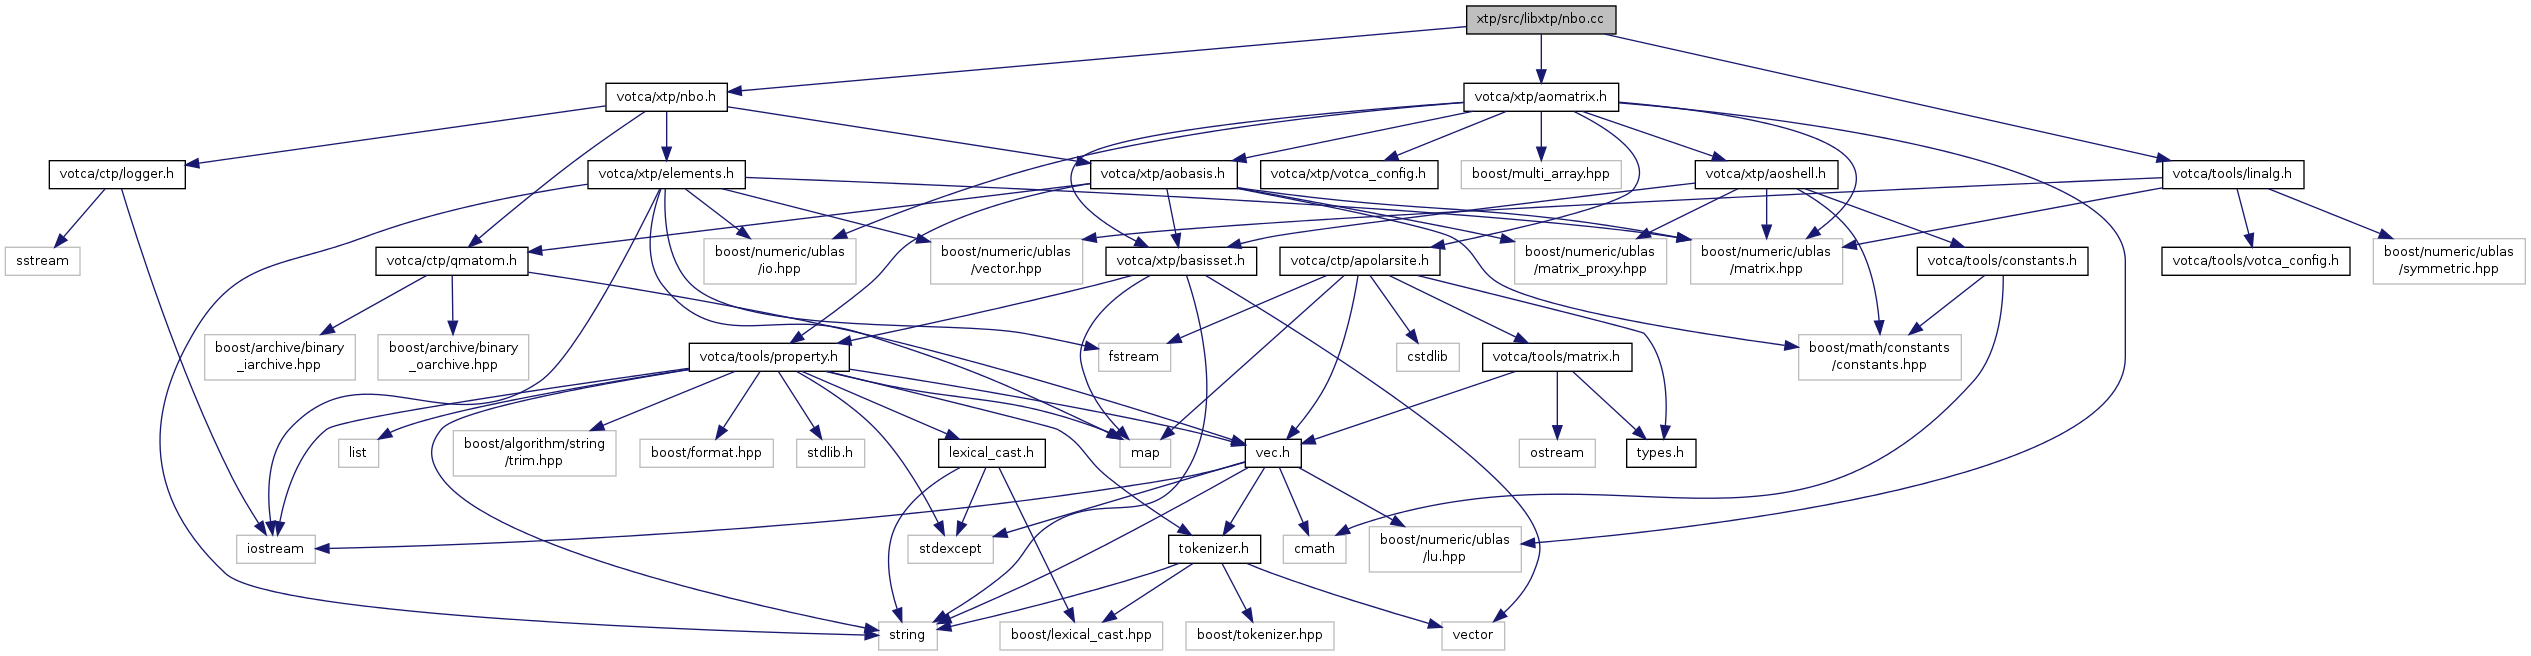 xtp/src/libxtp/nbo.cc
votca/xtp/nbo.h
votca/xtp/aomatrix.h
votca/ctp/logger.h
votca/xtp/elements.h
votca/xtp/aobasis.h
votca/xtp/votca_config.h
boost/multi_array.hpp
votca/xtp/aoshell.h
votca/tools/linalg.h
sstream
votca/ctp/qmatom.h
boost/numeric/ublas
/io.hpp
boost/numeric/ublas
/vector.hpp
votca/xtp/basisset.h
votca/ctp/apolarsite.h
boost/numeric/ublas
/matrix_proxy.hpp
boost/numeric/ublas
/matrix.hpp
votca/tools/constants.h
votca/tools/votca_config.h
boost/numeric/ublas
/symmetric.hpp
boost/archive/binary
_iarchive.hpp
boost/archive/binary
_oarchive.hpp
votca/tools/property.h
fstream
cstdlib
votca/tools/matrix.h
boost/math/constants
/constants.hpp
list
boost/algorithm/string
/trim.hpp
boost/format.hpp
stdlib.h
lexical_cast.h
map
vec.h
ostream
types.h
iostream
stdexcept
tokenizer.h
cmath
boost/numeric/ublas
/lu.hpp
string
boost/lexical_cast.hpp
boost/tokenizer.hpp
vector